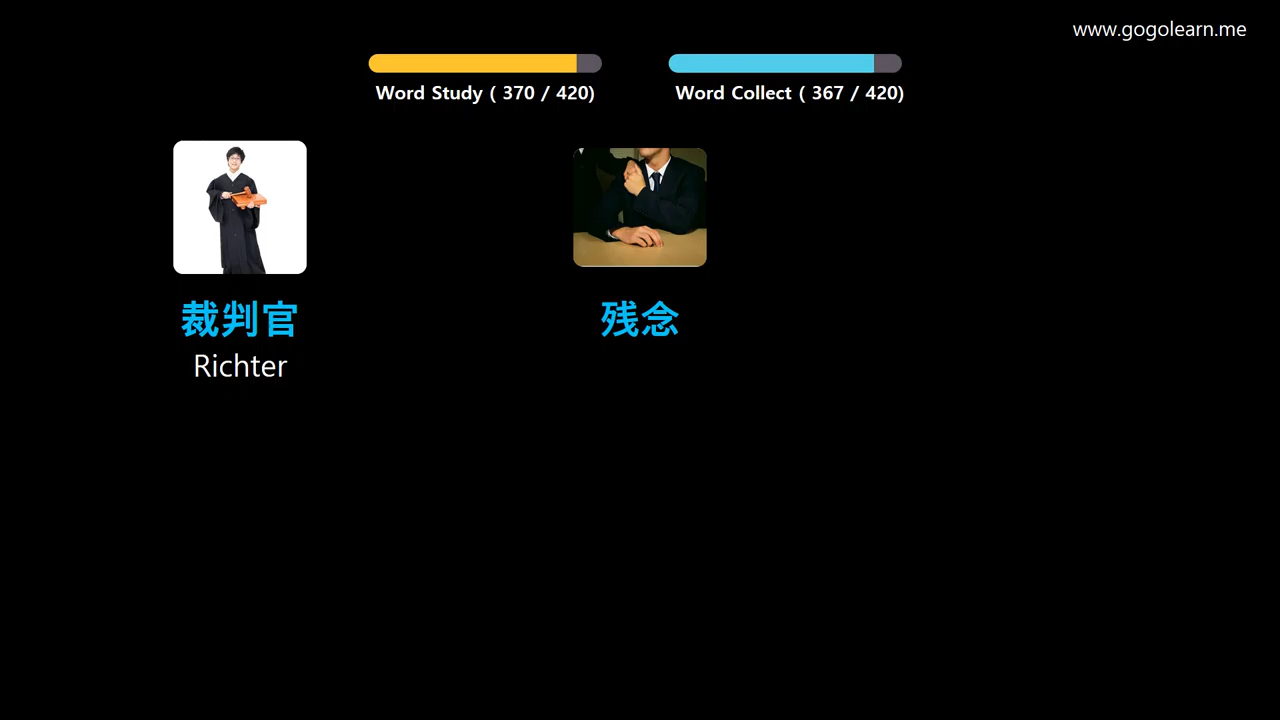 www.gogolearn.me
Word Study ( 370 / 420)
Word Collect ( 367 / 420)
裁判官
残念
Richter